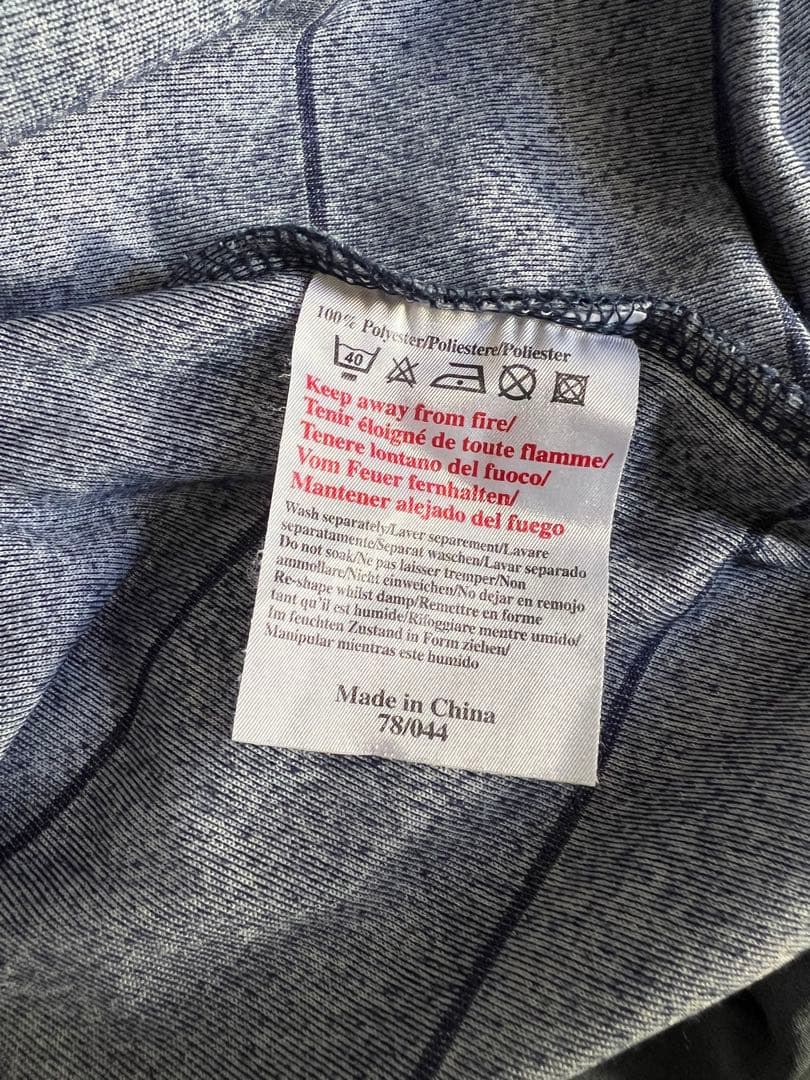 100% Polyester/Poliestere/Poliester
40
Keep away from fire/
Tenir éloigné de toute flamme/
Tenere lontano del fuoco/
Vom Feuer fernhalten/
Mantener alejado del fuego
Wash separately/Laver separement/Lavare
separatamente/Separat waschen/Lavar separado
Do not soak/Ne pas laisser tremper/Non
ammollare/Nicht einweichen/No dejar en remojo
Re-shape whilst damp/Remettre en forme
tant qu'il est humide/Rifoggiare mentre umido/
Im feuchten Zustand in Form ziehen/
Manipular mientras este humido
Made in China
78/044